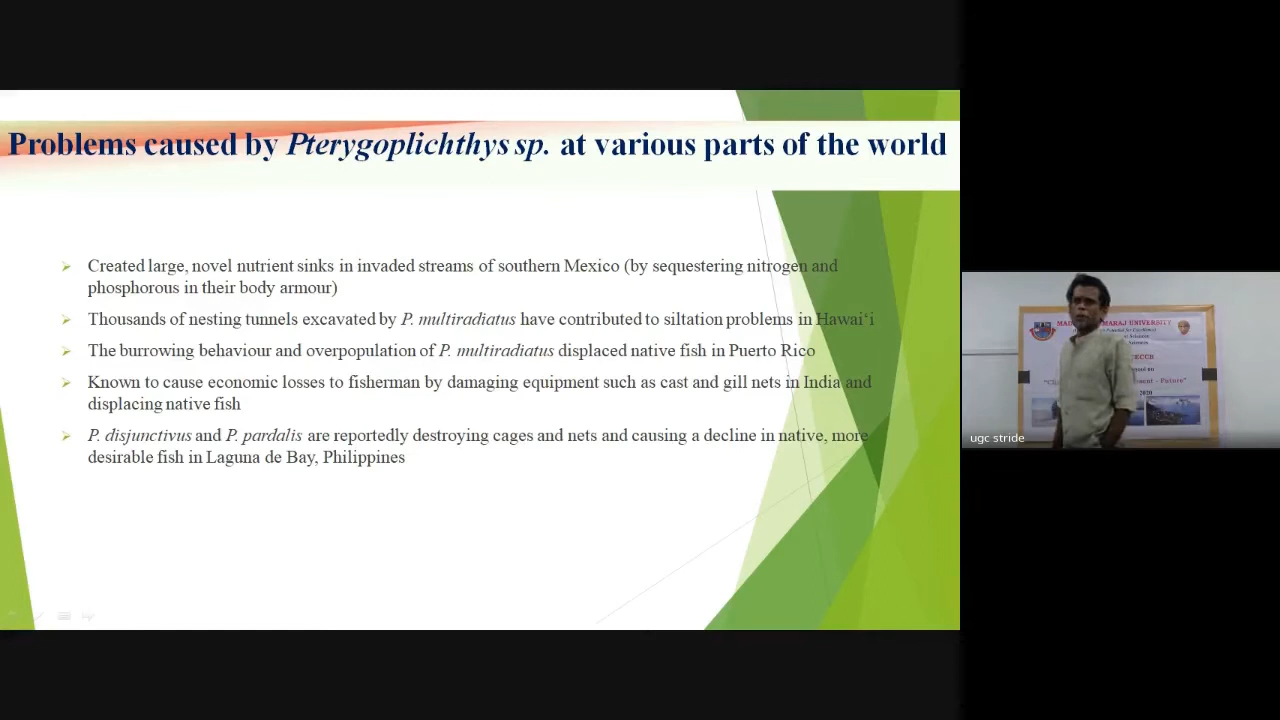 Problems caused by Pterygoplichthys sp. at various parts of the world
Created large, novel nutrient sinks in invaded streams of southern Mexico (by sequestering nitrogen and
phosphorous in their body armour)
Thousands of nesting tunnels excavated by P. multiradiatus have contributed to siltation problems in Hawai‘i
The burrowing behaviour and overpopulation of P. multiradiatus displaced native fish in Puerto Rico
Known to cause economic losses to fisherman by damaging equipment such as cast and gill nets in India and
displacing native fish
P. disjunctivus and P. pardalis are reportedly destroying cages and nets and causing a decline in native, more
desirable fish in Laguna de Bay, Philippines
MARAJ UNIVERSITY
2020
ugc stride